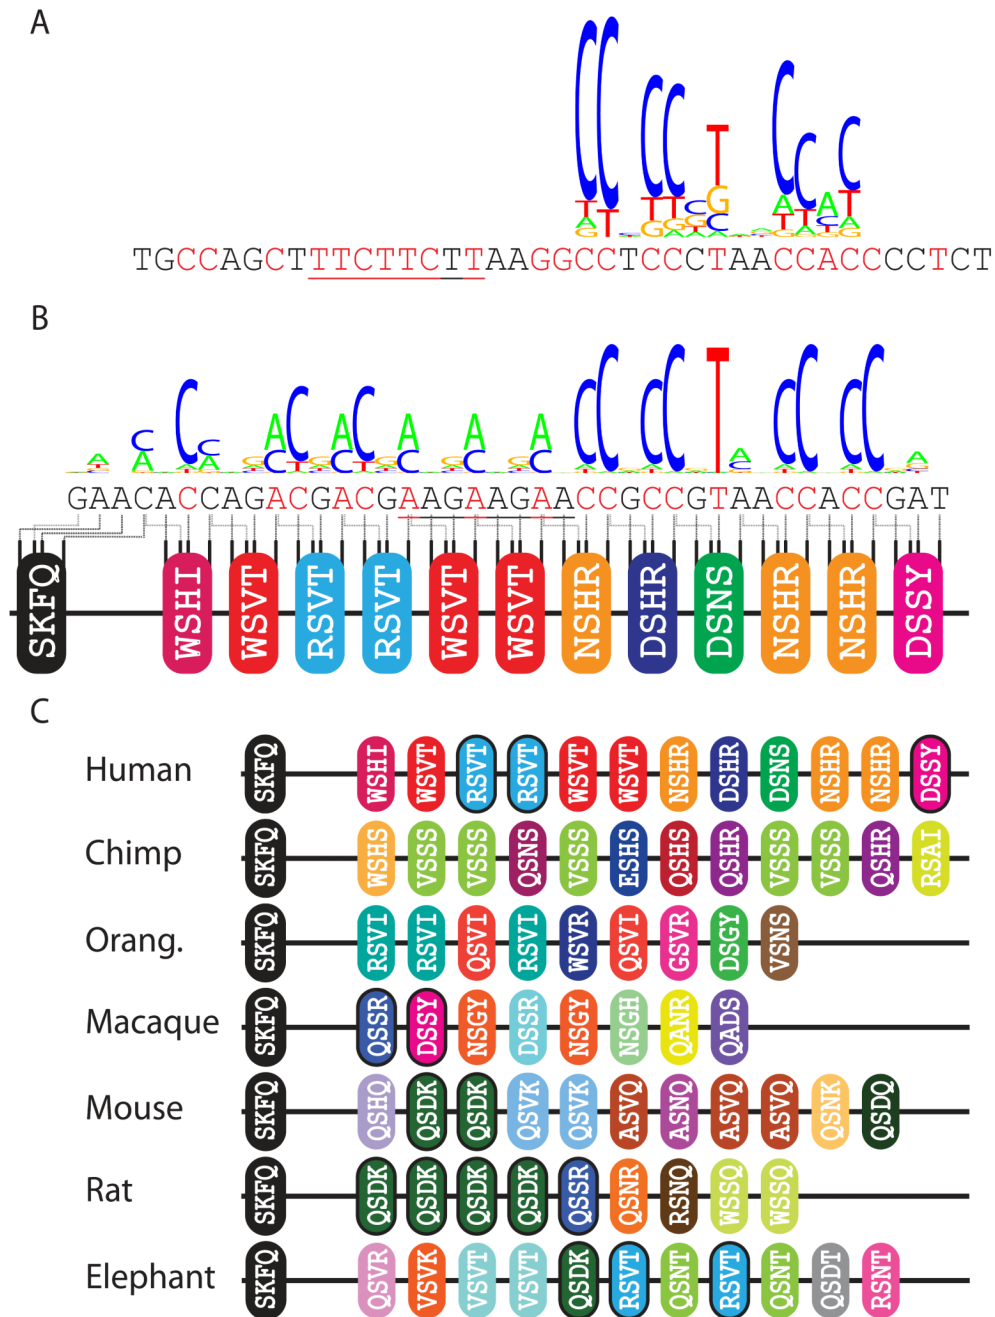 A
TGCCAGCTTTCTTCTTAAGGCCTCCCTAACCACCCCTCT
B
GAACACCAGACGACGAAGAAGAACCGCCGTAACCACCGAT
SKFQ WSHI WSVT RSVT RSVT WSVT WSVT NSHR DSHR DSNS NSHR NSHR DSSY
C
Human SKFQ WSHI WSVT RSVT RSVT WSVT WSVT NSHR DSHR DSNS NSHR NSHR DSSY
Chimp SKFQ WSHS VSSS VSSS QSNS VSSS ESHS QSHS QSHR VSSS VSSS QSHR RSAI
Orang. SKFQ RSVI RSVI QSVI RSVI WSVR QSVI GSVR DSGY VSNS
Macaque SKFQ QSSR DSSY NSGY DSSR NSGY NSGH QANR QADS
Mouse SKFQ QSHQ QSDK QSDK QSVK QSVK ASVQ ASNQ ASVQ ASVQ QSNK QSDQ
Rat SKFQ QSDK QSDK QSDK QSDK QSSR QSNR RSNQ WSSQ WSSQ
Elephant SKFQ QSVR VSVK VSVT VSVT QSDK RSVT QSNT RSVT QSNT QSDT RSNT